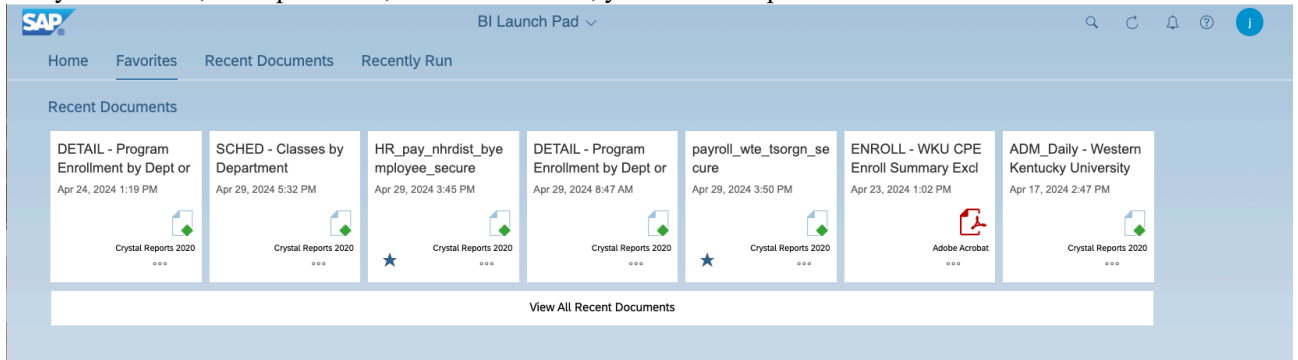 SAP
BI Launch Pad
j
Home Favorites Recent Documents Recently Run
Recent Documents
DETAIL - Program
Enrollment by Dept or
Apr 24, 2024 1:19 PM
Crystal Reports 2020
SCHED - Classes by
Department
Apr 29, 2024 5:32 PM
Crystal Reports 2020
HR_pay_nhrdist_bye
mployee_secure
Apr 29, 2024 3:45 PM
Crystal Reports 2020
DETAIL - Program
Enrollment by Dept or
Apr 29, 2024 8:47 AM
Crystal Reports 2020
payroll_wte_tsorgn_se
cure
Apr 29, 2024 3:50 PM
Crystal Reports 2020
ENROLL - WKU CPE
Enroll Summary Excl
Apr 23, 2024 1:02 PM
Adobe Acrobat
ADM_Daily - Western
Kentucky University
Apr 17, 2024 2:47 PM
Crystal Reports 2020
View All Recent Documents